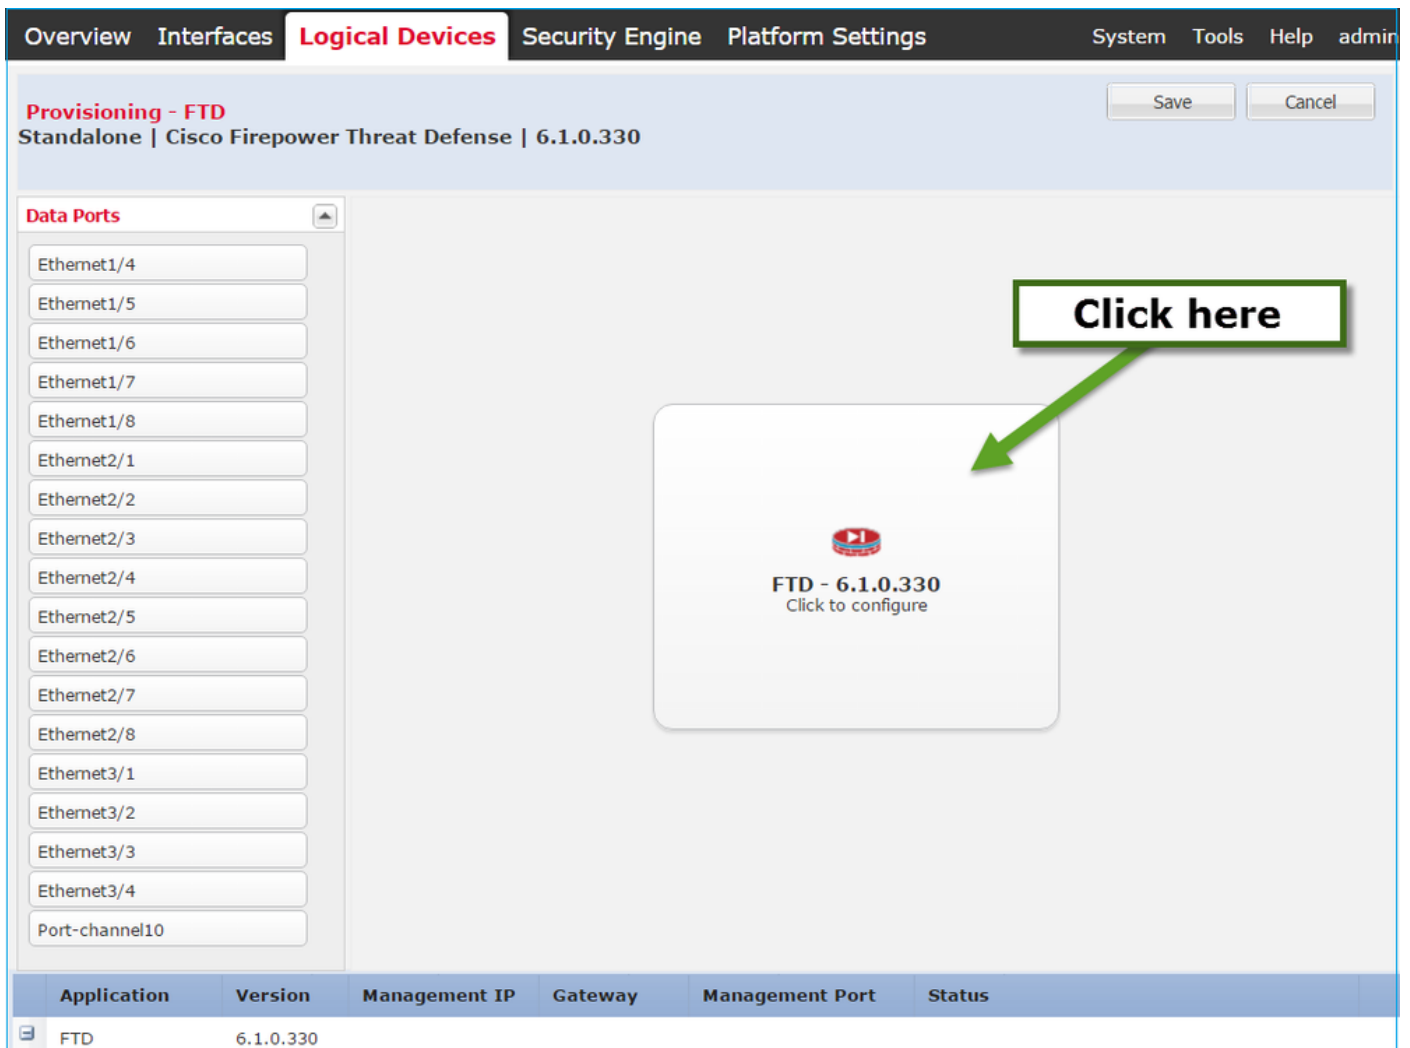 Overview Interfaces Logical Devices Security Engine Platform Settings System Tools Help admin
Save Cancel
Provisioning - FTD
Standalone | Cisco Firepower Threat Defense | 6.1.0.330
Data Ports
Ethernet1/4
Ethernet1/5
Ethernet1/6
Ethernet1/7
Ethernet1/8
Ethernet2/1
Ethernet2/2
Ethernet2/3
Ethernet2/4
Ethernet2/5
Ethernet2/6
Ethernet2/7
Ethernet2/8
Ethernet3/1
Ethernet3/2
Ethernet3/3
Ethernet3/4
Port-channel10
Click here
FTD - 6.1.0.330
Click to configure
Application Version Management IP Gateway Management Port Status
FTD 6.1.0.330